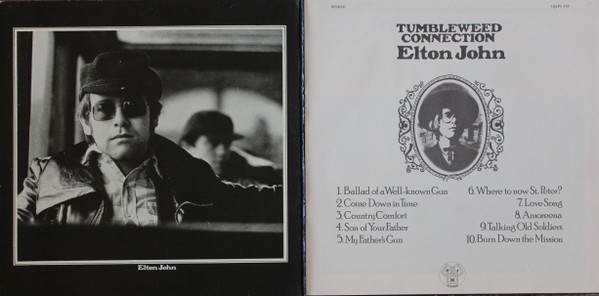 Elton John
STEREO
TUMBLEWEED
CONNECTION
Elton John
1. Ballad of a Well-known Gun
2. Come Down in Time
3. Country Comfort
4. Son of Your Father
5. My Father's Gun
6. Where to now St. Peter?
7. Love Song
8. Amoreena
9. Talking Old Soldiers
10. Burn Down the Mission